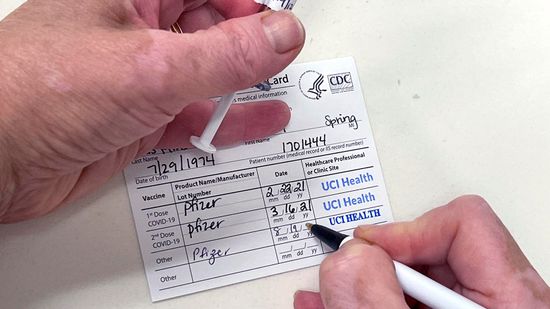 Card
CDC
medical information
Spring
First Name
MI
Last Name
7/29/1974 1701444
Date of birth Patient number (medical record or IIS record number)
Vaccine Product Name/Manufacturer Date Healthcare Professional
Lot Number or Clinic Site
1st Dose Pfizer 2 22 21 UCI Health
COVID-19 mm dd yy
2nd Dose Pfizer 3 16 21 UCI Health
COVID-19 mm dd yy
Other Pfizer 8 19 UCI HEALTH
mm dd yy
Other
mm dd yy